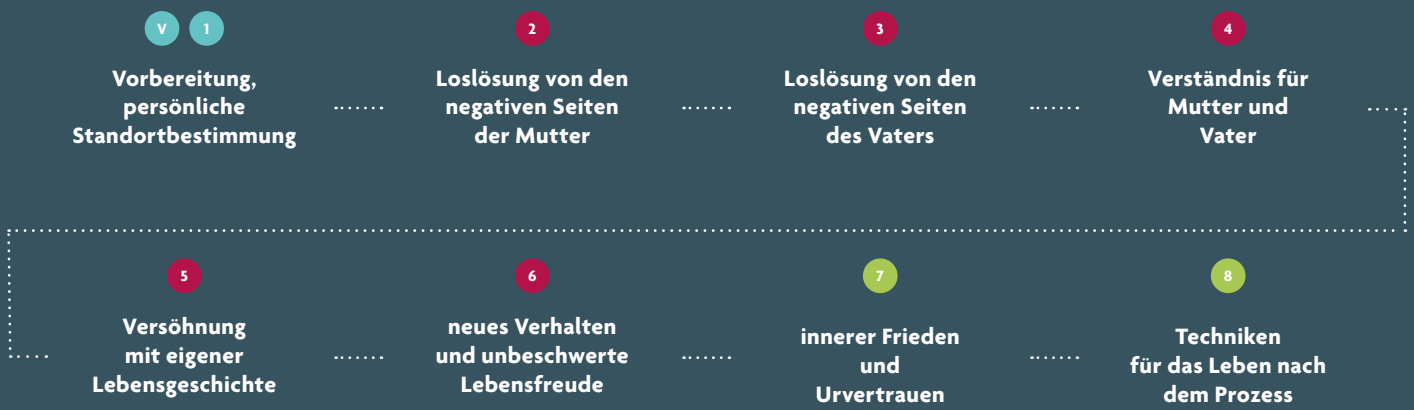 V 1
Vorbereitung,
persönliche
Standortbestimmung
2
Loslösung von den
negativen Seiten
der Mutter
3
Loslösung von den
negativen Seiten
des Vaters
4
Verständnis für
Mutter und
Vater
5
Versöhnung
mit eigener
Lebensgeschichte
6
neues Verhalten
und unbeschwerte
Lebensfreude
7
innerer Frieden
und
Urvertrauen
8
Techniken
für das Leben nach
dem Prozess